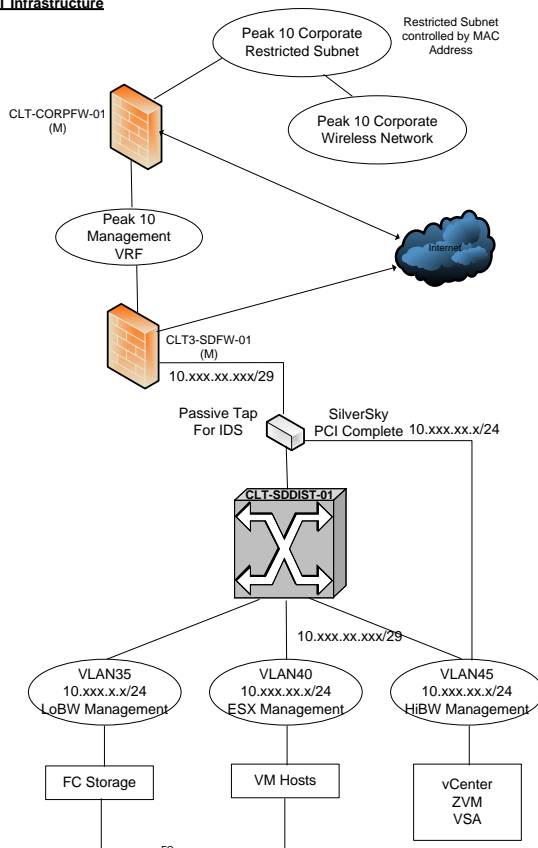 T Infrastructure
Peak 10 Corporate
Restricted Subnet
Restricted Subnet
controlled by MAC
Address
CLT-CORPFW-01
(M)
Peak 10 Corporate
Wireless Network
Peak 10
Management
VRF
Internet
CLT3-SDFW-01
(M)
10.xxx.xx.xxx/29
Passive Tap
For IDS
SilverSky
PCI Complete
10.xxx.xx.x/24
CLT-SDDIST-01
10.xxx.xx.xxx/29
VLAN35
10.xxx.x.x/24
LoBW Management
VLAN40
10.xxx.xx.x/24
ESX Management
VLAN45
10.xxx.xx.x/24
HiBW Management
FC Storage
VM Hosts
vCenter
ZVM
VSA